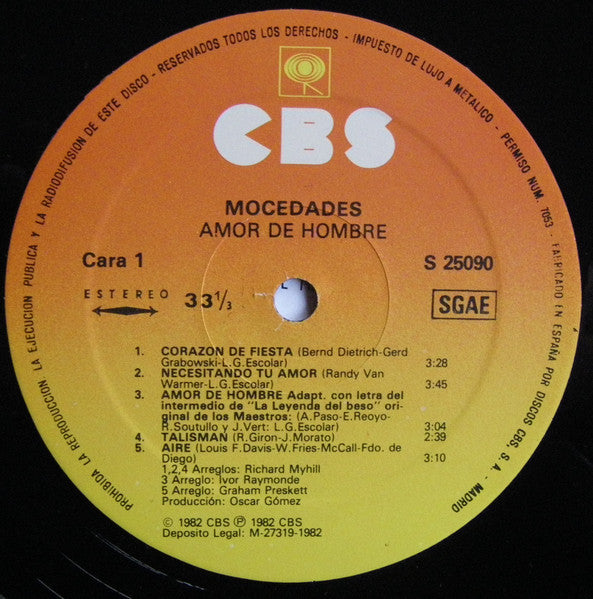 PROHIBIDA LA REPRODUCCION, LA EJECUCION PUBLICA Y LA RADIODIFUSION DE ESTE DISCO - RESERVADOS TODOS LOS DERECHOS - IMPUESTO DE LUJO A METALICO - PERMISO NUM. 7053 - FABRICADO EN ESPAÑA POR DISCOS CBS, S. A. - MADRID
CBS
MOCEDADES
AMOR DE HOMBRE
Cara 1
S 25090
ESTEREO
33 1/3
SGAE
1. CORAZON DE FIESTA (Bernd Dietrich-Gerd
Grabowski-L.G.Escolar) 3:28
2. NECESITANDO TU AMOR (Randy Van
Warmer-L.G.Escolar) 3:45
3. AMOR DE HOMBRE Adapt. con letra del
intermedio de "La Leyenda del beso" ori-
ginal de los Maestros: (A.Paso-E.Reoyo-
R.Soutullo y J.Vert: L.G.Escolar) 3:04
4. TALISMAN (R.Giron-J.Morato) 2:39
5. AIRE (Louis F.Davis-W.Fries-McCall-Fdo. de
Diego) 3:10
1,2,4 Arreglos: Richard Myhill
3 Arreglo: Ivor Raymonde
5 Arreglo: Graham Preskett
Producción: Oscar Gómez
© 1982 CBS ℗ 1982 CBS
Deposito Legal: M-27319-1982